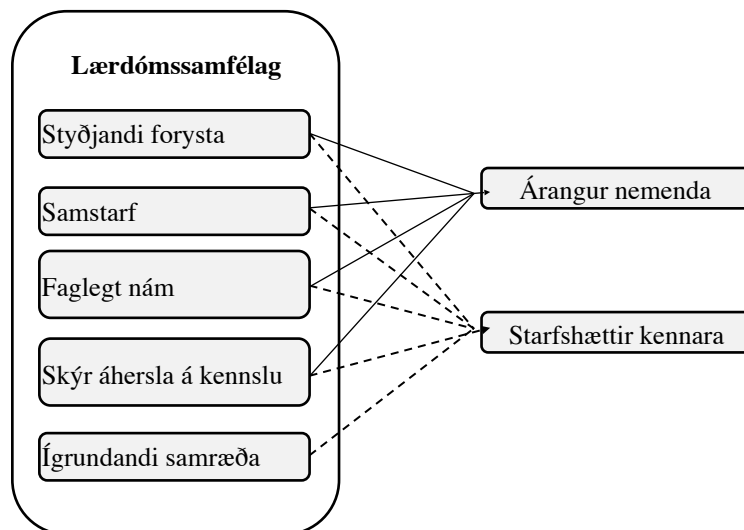 Lærdómssamfélag
Styðjandi forysta
Samstarf
Faglegt nám
Skýr áhersla á kennslu
Ígrundandi samræða
Árangur nemenda
Starfshættir kennara